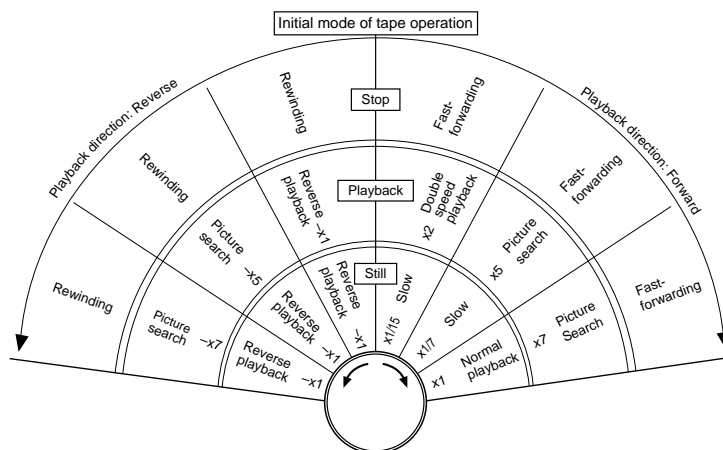 Initial mode of tape operation
Playback direction: Reverse
Playback direction: Forward
Stop
Rewinding
Rewinding
Rewinding
Fast-
forwarding
Fast-
forwarding
Fast-
forwarding
Playback
Picture
search
–x7
Picture
search
–x5
Reverse
playback
–x1
Double
speed
playback
x2
Picture
search
x5
Picture
Search
x7
Still
Reverse
playback
–x1
Reverse
playback
–x1
Reverse
playback
–x1
Slow
x1/15
Slow
x1/7
Normal
playback
x1